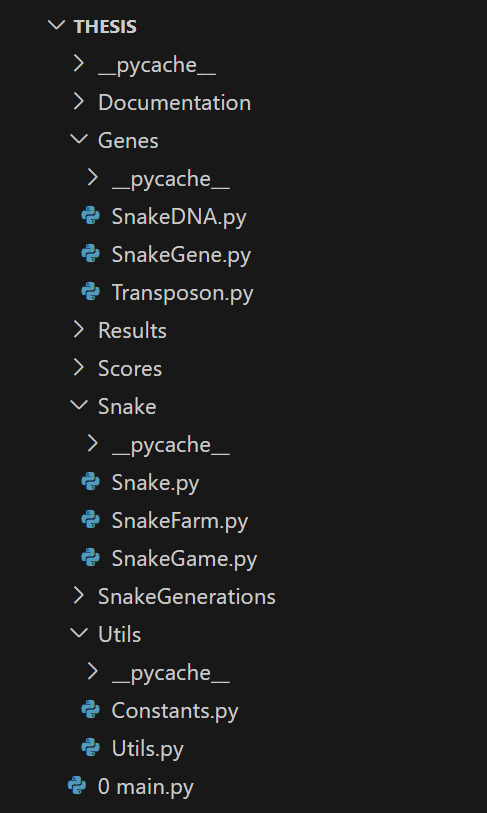 THESIS
__pycache__
Documentation
Genes
__pycache__
SnakeDNA.py
SnakeGene.py
Transposon.py
Results
Scores
Snake
__pycache__
Snake.py
SnakeFarm.py
SnakeGame.py
SnakeGenerations
Utils
__pycache__
Constants.py
Utils.py
0 main.py